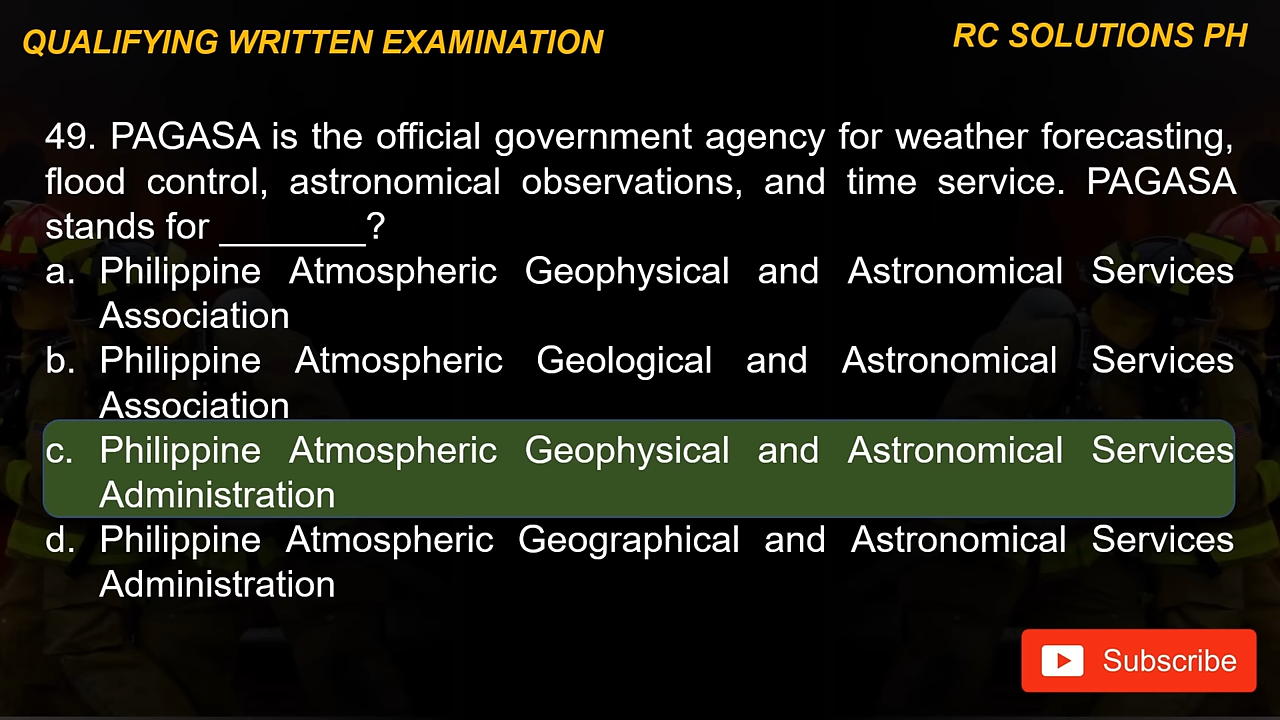 QUALIFYING WRITTEN EXAMINATION
RC SOLUTIONS PH
49. PAGASA is the official government agency for weather forecasting,
flood control, astronomical observations, and time service. PAGASA
stands for _______?
a. Philippine Atmospheric Geophysical and Astronomical Services
Association
b. Philippine Atmospheric Geological and Astronomical Services
Association
c. Philippine Atmospheric Geophysical and Astronomical Services
Administration
d. Philippine Atmospheric Geographical and Astronomical Services
Administration
Subscribe